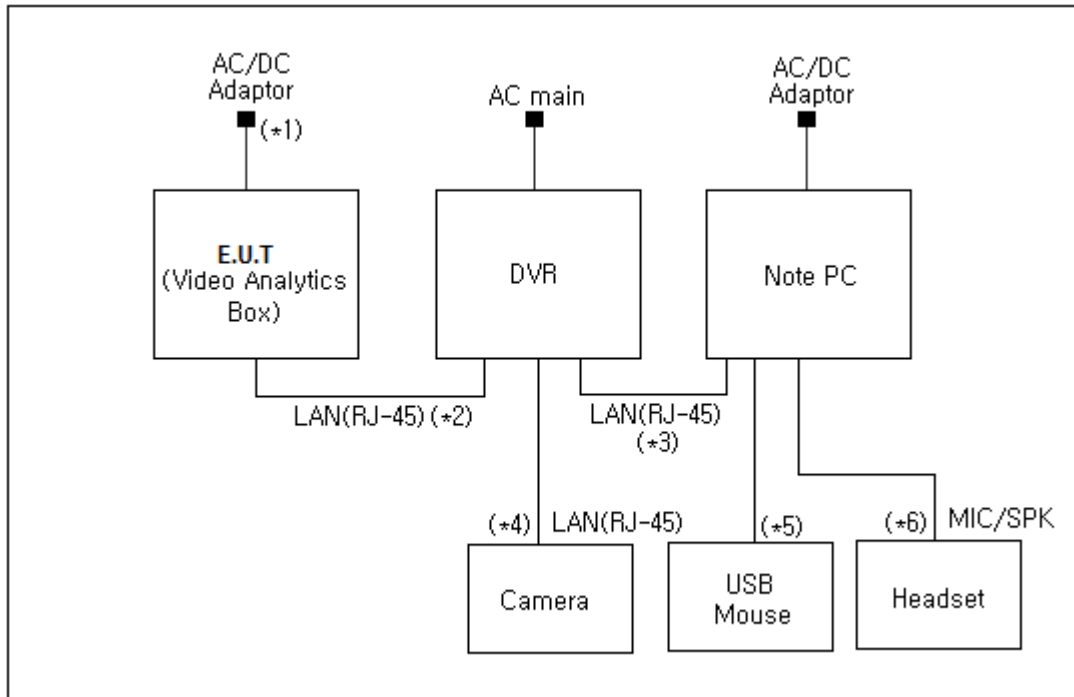 AC/DC
Adaptor
(*1)
AC main
AC/DC
Adaptor
E.U.T
(Video Analytics
Box)
DVR
Note PC
LAN(RJ-45)(*2)
LAN(RJ-45)
(*3)
(*4)
LAN(RJ-45)
(*5)
(*6)
MIC/SPK
Camera
USB
Mouse
Headset